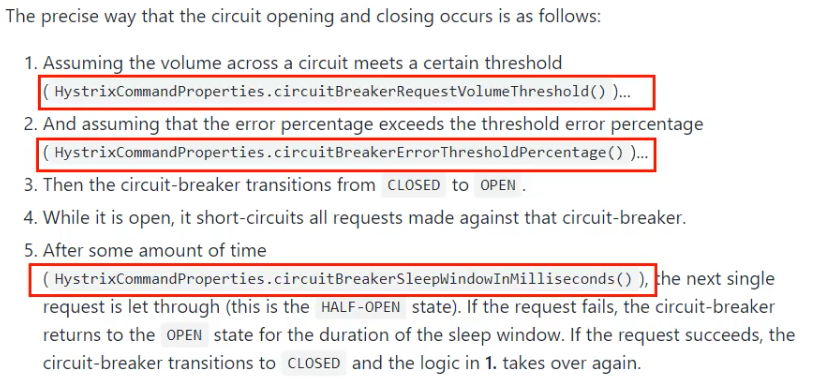 The precise way that the circuit opening and closing occurs is as follows:
1. Assuming the volume across a circuit meets a certain threshold
( HystrixCommandProperties.circuitBreakerRequestVolumeThreshold() )...
2. And assuming that the error percentage exceeds the threshold error percentage
( HystrixCommandProperties.circuitBreakerErrorThresholdPercentage() )...
3. Then the circuit-breaker transitions from CLOSED to OPEN .
4. While it is open, it short-circuits all requests made against that circuit-breaker.
5. After some amount of time
( HystrixCommandProperties.circuitBreakerSleepWindowInMilliseconds() ), the next single
request is let through (this is the HALF-OPEN state). If the request fails, the circuit-breaker
returns to the OPEN state for the duration of the sleep window. If the request succeeds, the
circuit-breaker transitions to CLOSED and the logic in 1. takes over again.